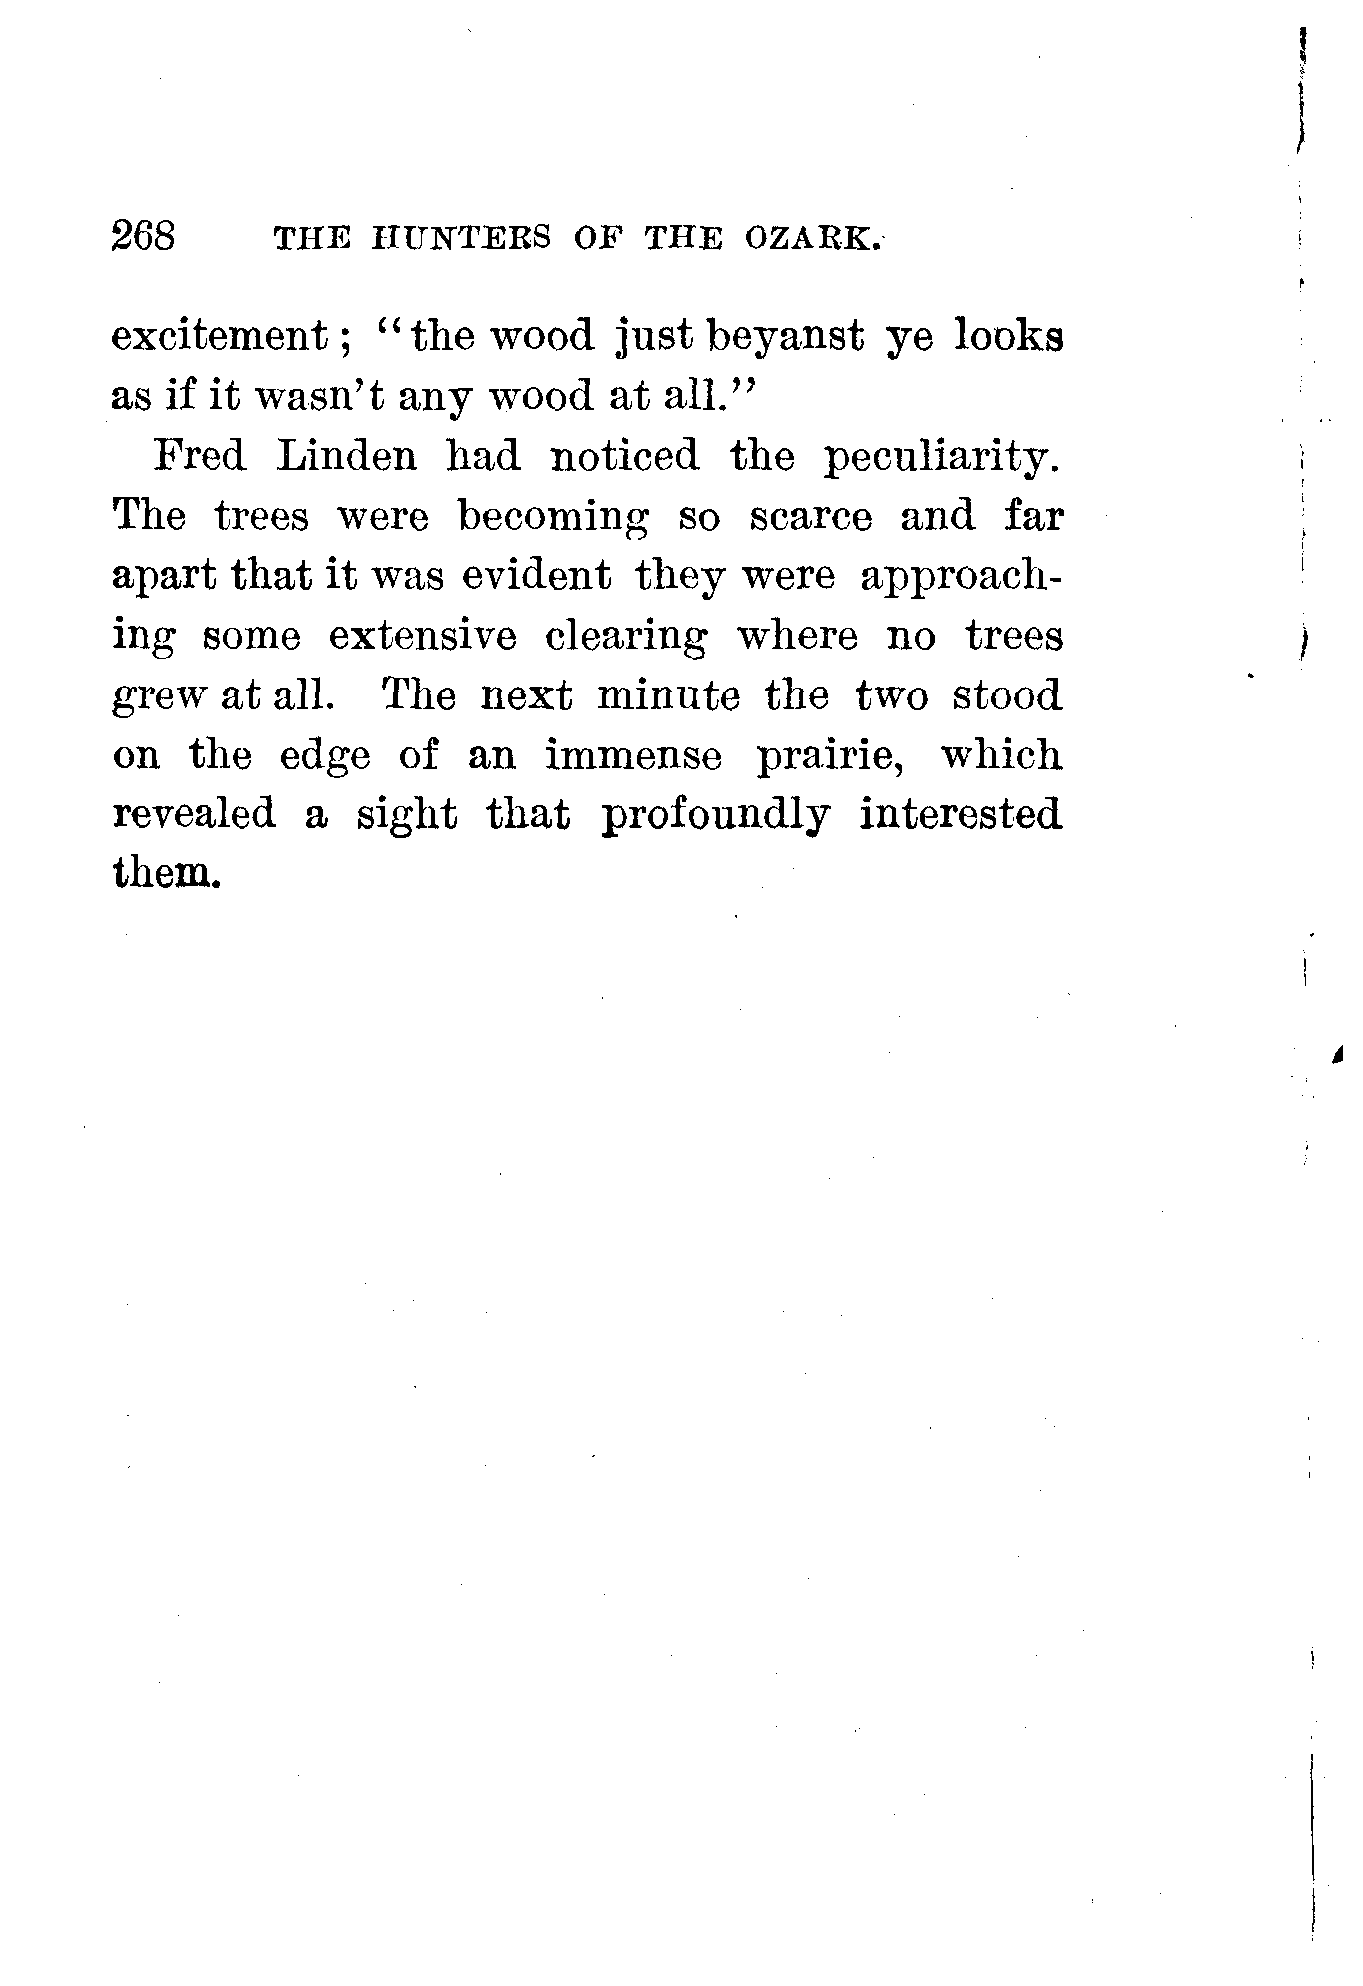 268 THE HUNTERS OF THE OZARK.
excitement ; “the wood just beyanst ye looks
as if it wasn’t any wood at all.”
Fred Linden had noticed the peculiarity.
The trees were becoming so scarce and far
apart that it was evident they were approach-
ing some extensive clearing where no trees
grew at all. The next minute the two stood
on the edge of an immense prairie, which
revealed a sight that profoundly interested
them.